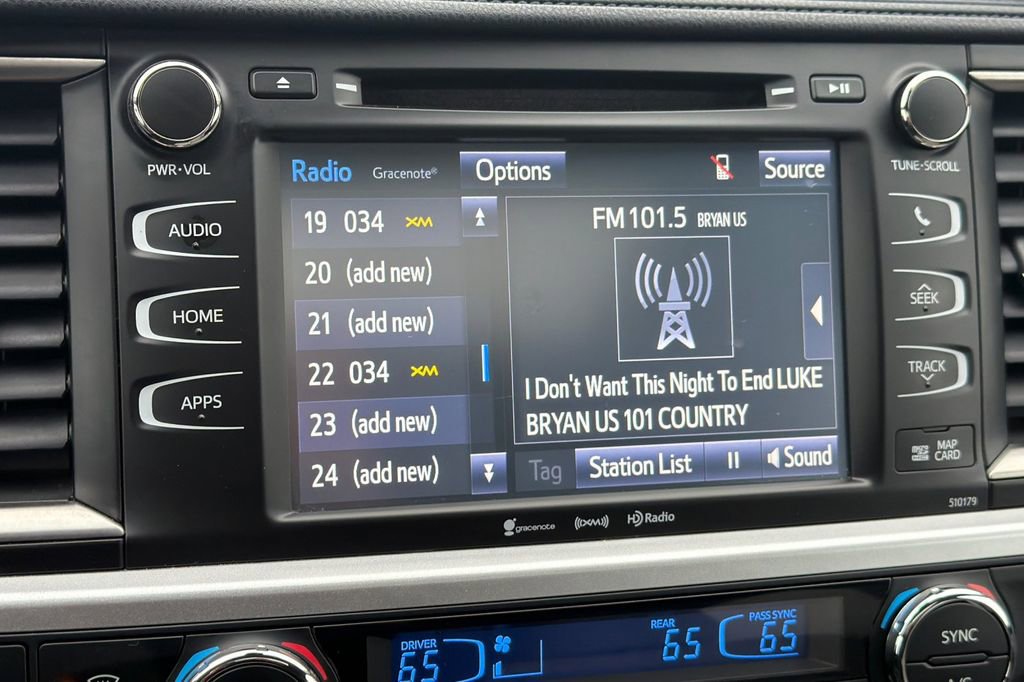 PWR·VOL
AUDIO
HOME
APPS
Radio Gracenote® Options Source
19 034 XM
20 (add new)
21 (add new)
22 034 XM
23 (add new)
24 (add new)
FM 101.5 BRYAN US
I Don't Want This Night To End LUKE
BRYAN US 101 COUNTRY
Tag Station List Sound
TUNE·SCROLL
SEEK
TRACK
micro SD MAP
CARD
510179
gracenote ((XM)) HD Radio
DRIVER
65
REAR
65
PASS SYNC
65
SYNC
A/C